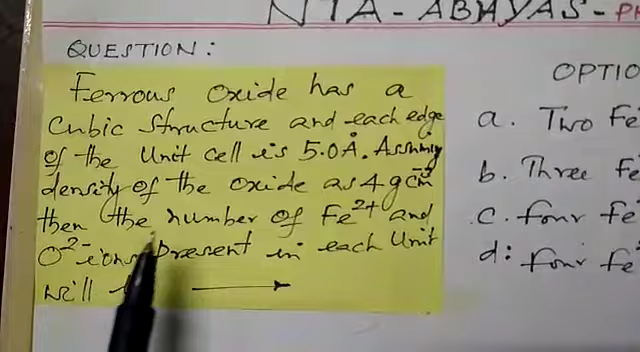 NTA - ABHYAS - PH
QUESTION:
Ferrous Oxide has a
Cubic Structure and each edge
of the Unit cell is 5.0Å. Assuming
density of the oxide as 4 g cm⁻³
then the number of Fe²⁺ and
O²⁻ ions present in each Unit
will
OPTIO
a. Two Fe
b. Three Fe
c. four Fe
d: four Fe